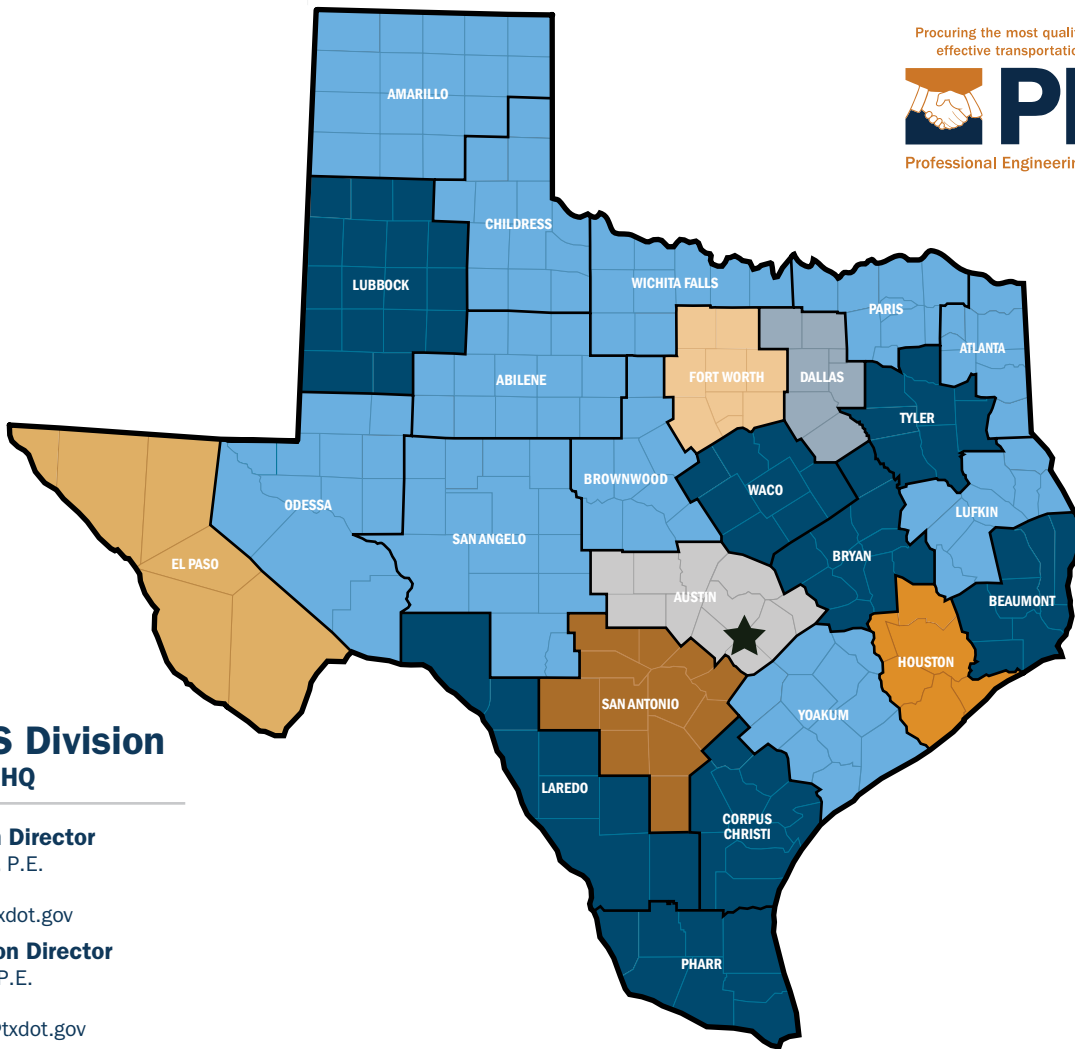 Procuring the most qualif
effective transportatio
Professional Engineerin
AMARILLO
CHILDRESS
LUBBOCK
WICHITA FALLS
PARIS
ATLANTA
ABILENE
FORT WORTH
DALLAS
TYLER
ODESSA
SAN ANGELO
BROWNWOOD
WACO
LUFKIN
EL PASO
BRYAN
AUSTIN
BEAUMONT
HOUSTON
SAN ANTONIO
YOAKUM
LAREDO
CORPUS
CHRISTI
PHARR
S Division
HQ
Director
P.E.
xdot.gov
on Director
P.E.
txdot.gov